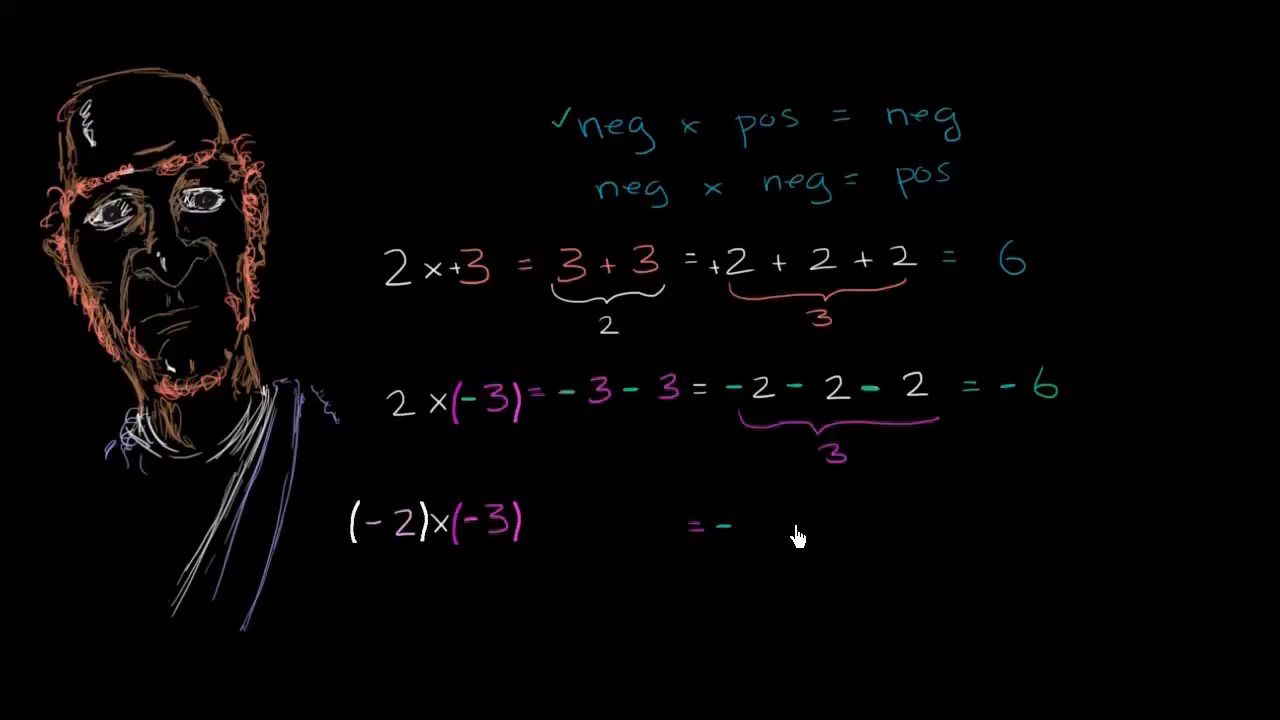 ✓neg × pos = neg
neg × neg = pos
2 × +3 = 3 + 3 = +2 + 2 + 2 = 6
2
3
2 × (-3) = - 3 - 3 = - 2 - 2 - 2 = - 6
3
(- 2) × (- 3) = -